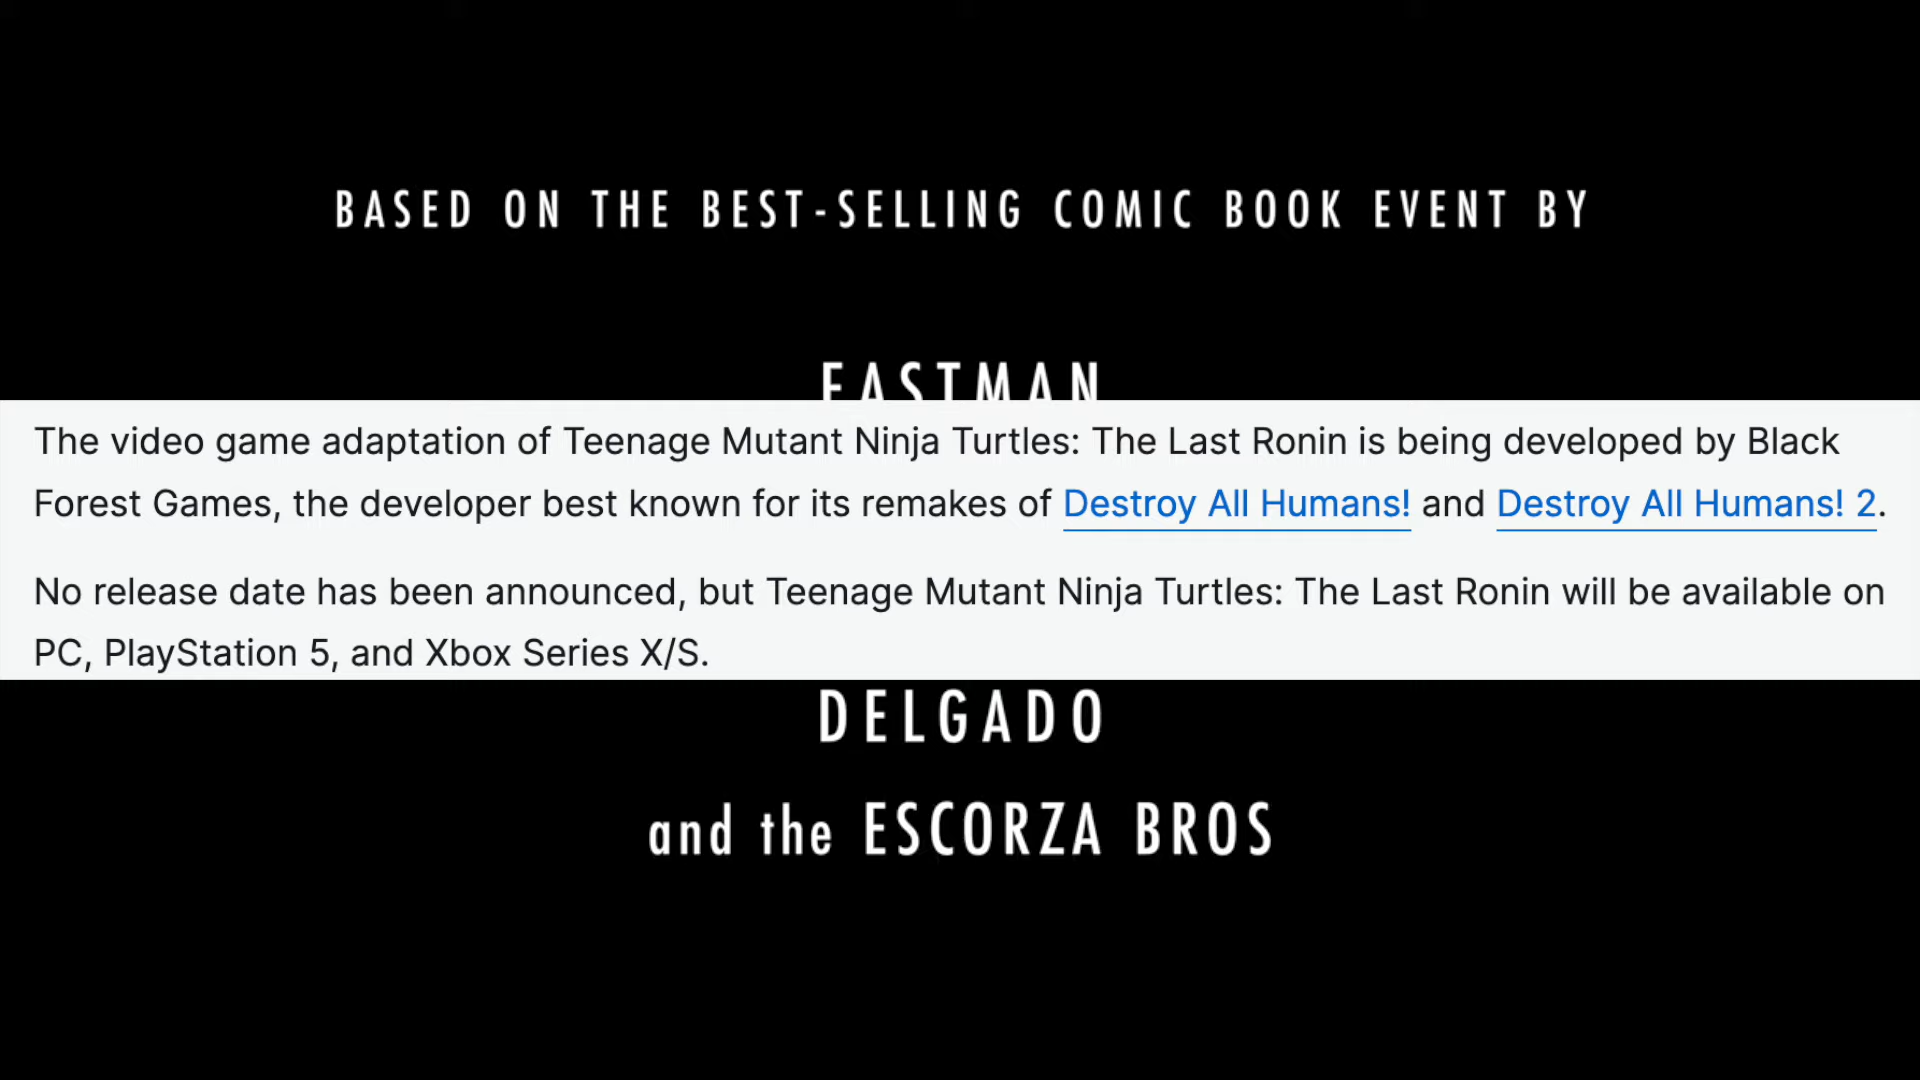 BASED ON THE BEST-SELLING COMIC BOOK EVENT BY
EASTMAN
The video game adaptation of Teenage Mutant Ninja Turtles: The Last Ronin is being developed by Black
Forest Games, the developer best known for its remakes of Destroy All Humans! and Destroy All Humans! 2.
No release date has been announced, but Teenage Mutant Ninja Turtles: The Last Ronin will be available on
PC, PlayStation 5, and Xbox Series X/S.
DELGADO
and the ESCORZA BROS